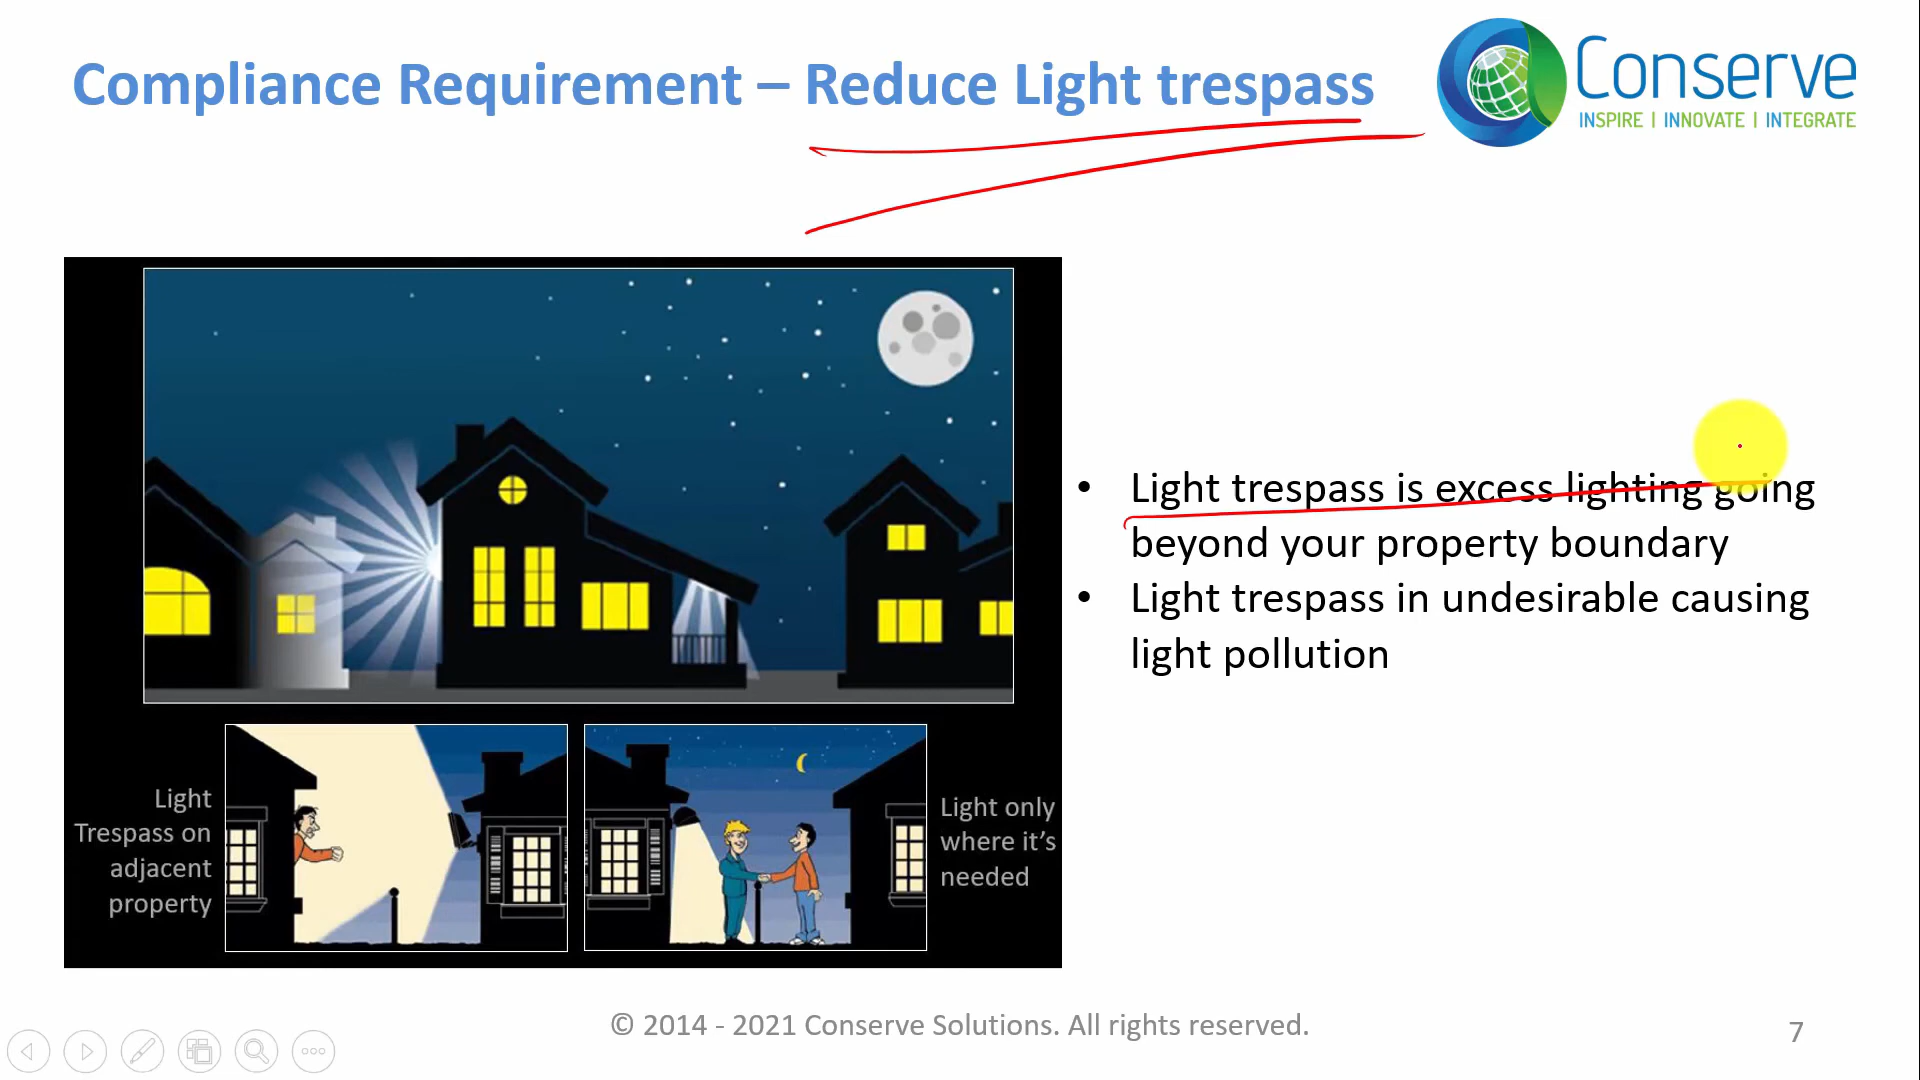 Compliance Requirement – Reduce Light trespass
Conserve
INSPIRE | INNOVATE | INTEGRATE
• Light trespass is excess lighting going
beyond your property boundary
• Light trespass in undesirable causing
light pollution
Light
Trespass on
adjacent
property
Light only
where it’s
needed
© 2014 - 2021 Conserve Solutions. All rights reserved.
7